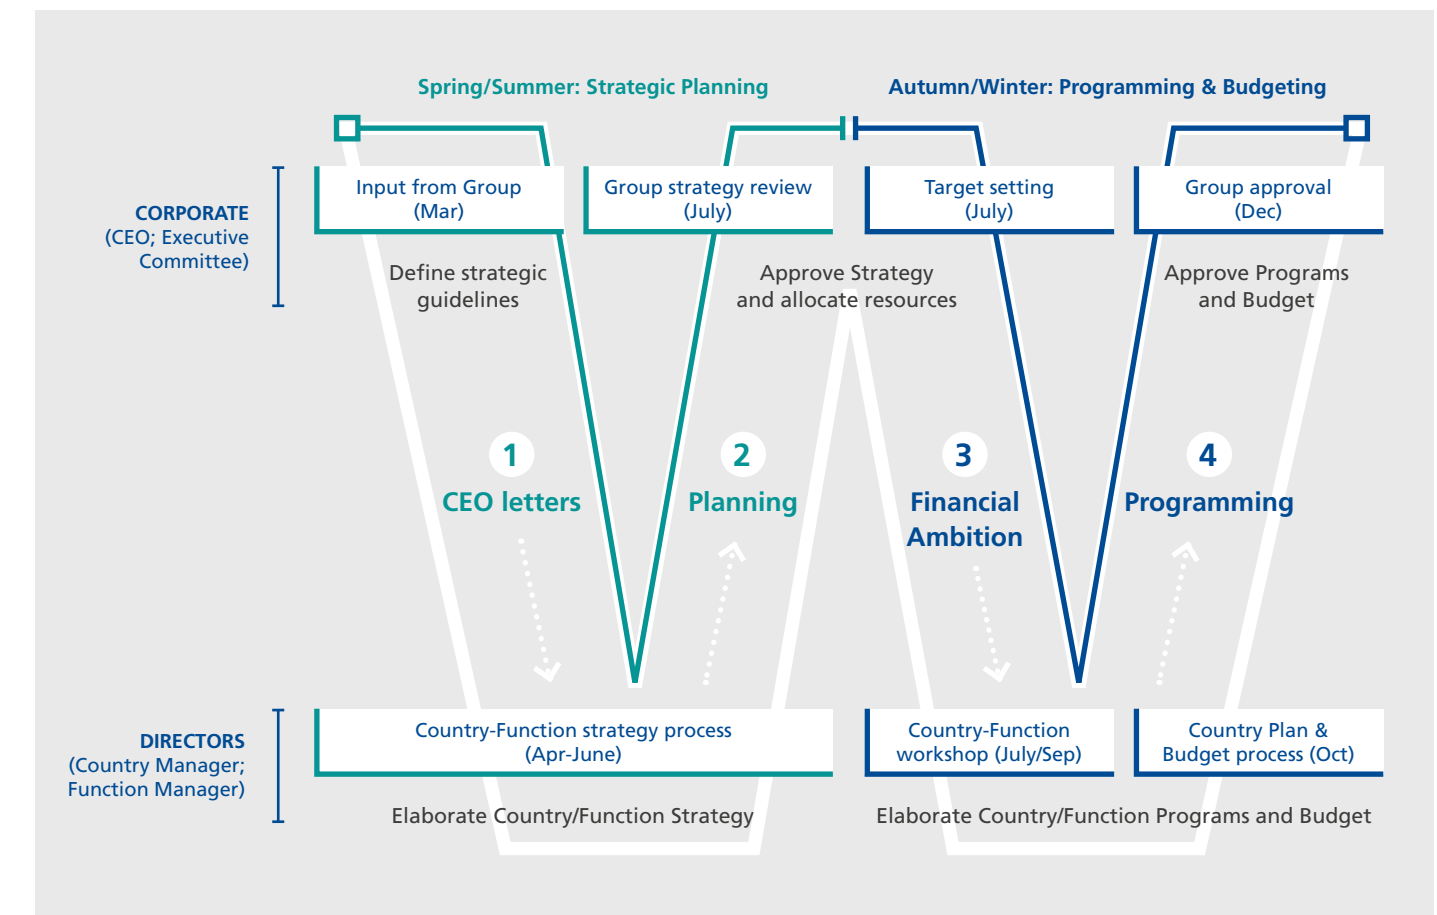 Spring/Summer: Strategic Planning
Autumn/Winter: Programming & Budgeting
CORPORATE
(CEO; Executive
Committee)
Input from Group
(Mar)
Group strategy review
(July)
Target setting
(July)
Group approval
(Dec)
Define strategic
guidelines
Approve Strategy
and allocate resources
Approve Programs
and Budget
1
CEO letters
2
Planning
3
Financial
Ambition
4
Programming
DIRECTORS
(Country Manager;
Function Manager)
Country-Function strategy process
(Apr-June)
Country-Function
workshop (July/Sep)
Country Plan &
Budget process (Oct)
Elaborate Country/Function Strategy
Elaborate Country/Function Programs and Budget